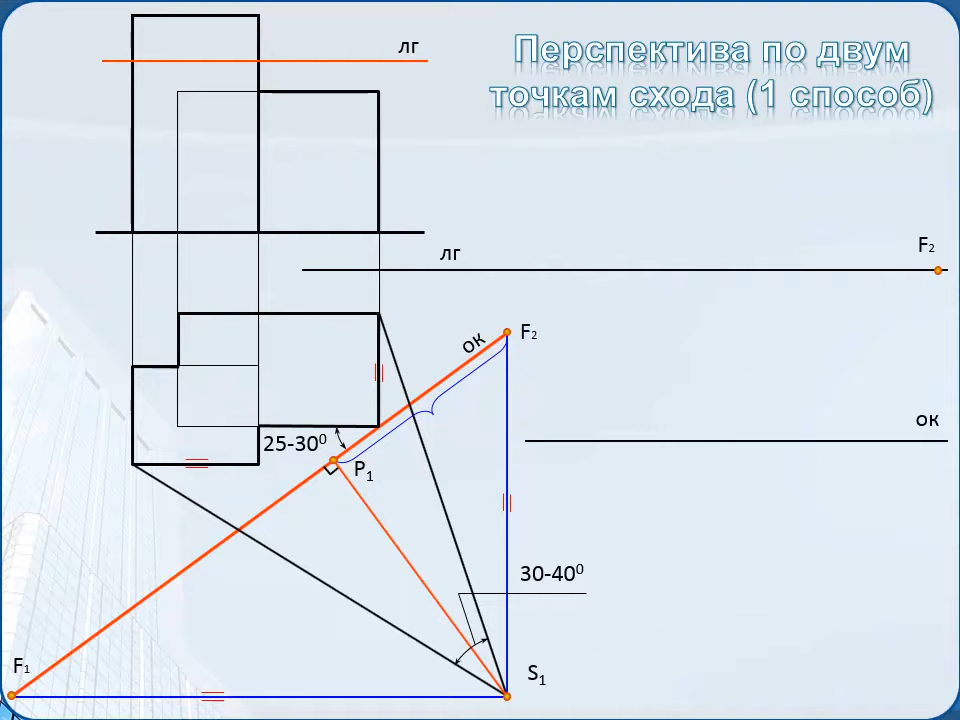 Перспектива по двум
точкам схода (1 способ)
лг
лг
F₂
F₂
ок
ок
25-30⁰
P₁
30-40⁰
F₁
S₁